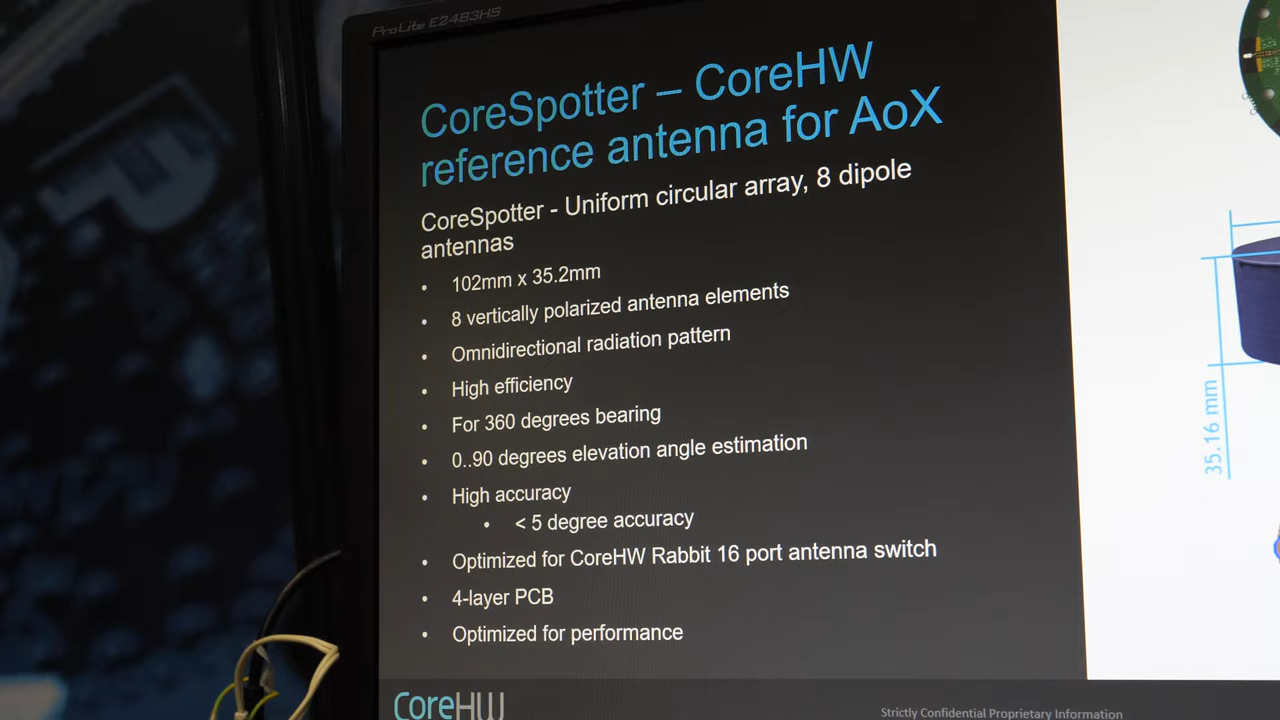 ProLite E2483HS
CoreSpotter – CoreHW
reference antenna for AoX
CoreSpotter - Uniform circular array, 8 dipole
antennas
• 102mm x 35.2mm
• 8 vertically polarized antenna elements
• Omnidirectional radiation pattern
• High efficiency
• For 360 degrees bearing
• 0..90 degrees elevation angle estimation
• High accuracy
• < 5 degree accuracy
• Optimized for CoreHW Rabbit 16 port antenna switch
• 4-layer PCB
• Optimized for performance
35.16 mm
CoreHW
Strictly Confidential Proprietary Information